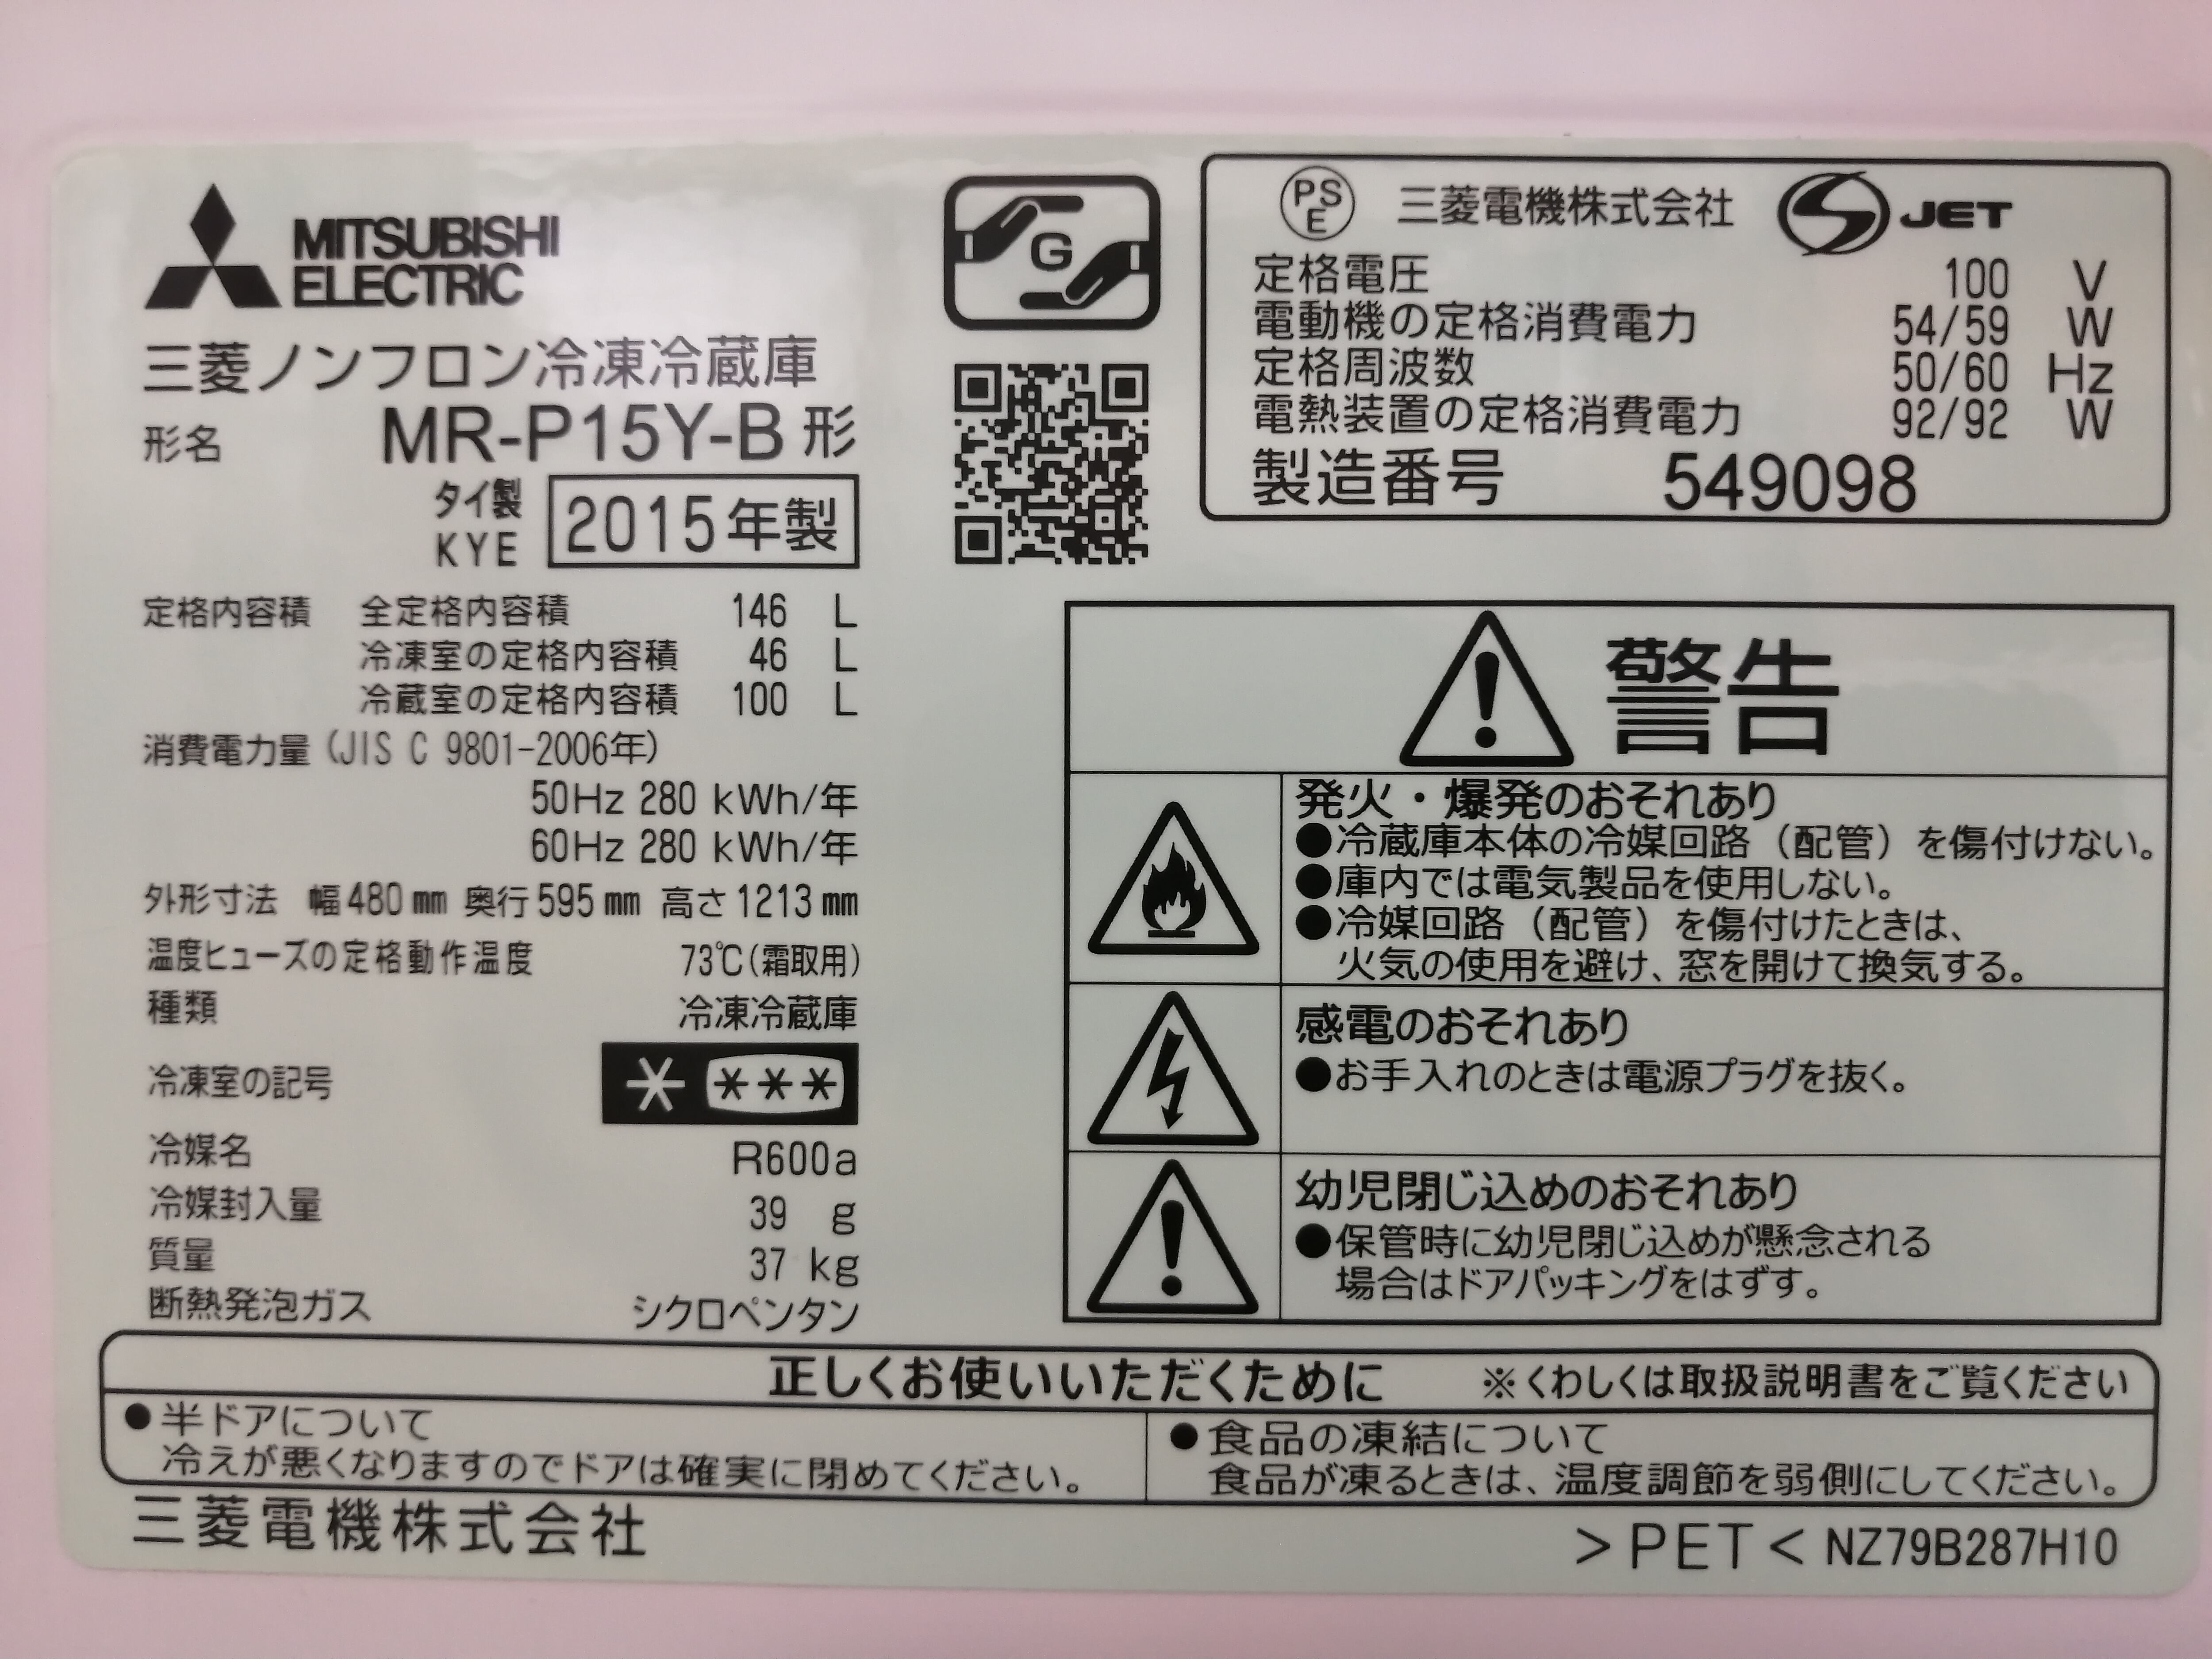 MITSUBISHI
ELECTRIC
三菱ノンフロン冷凍冷蔵庫
形名 MR-P15Y-B形
タイ製
KYE
2015年製
定格内容積 全定格内容積 146 L
冷凍室の定格内容積 46 L
冷蔵室の定格内容積 100 L
消費電力量(JIS C 9801-2006年)
50Hz 280 kWh/年
60Hz 280 kWh/年
外形寸法 幅480mm 奥行595mm 高さ1213mm
温度ヒューズの定格動作温度 73℃(霜取用)
種類 冷凍冷蔵庫
冷凍室の記号 * ***
冷媒名 R600a
冷媒封入量 39 g
質量 37 kg
断熱発泡ガス シクロペンタン
G
PSE 三菱電機株式会社 S JET
定格電圧 100 V
電動機の定格消費電力 54/59 W
定格周波数 50/60 Hz
電熱装置の定格消費電力 92/92 W
製造番号 549098
警告
発火・爆発のおそれあり
●冷蔵庫本体の冷媒回路(配管)を傷付けない。
●庫内では電気製品を使用しない。
●冷媒回路(配管)を傷付けたときは、
火気の使用を避け、窓を開けて換気する。
感電のおそれあり
●お手入れのときは電源プラグを抜く。
幼児閉じ込めのおそれあり
●保管時に幼児閉じ込めが懸念される
場合はドアパッキングをはずす。
正しくお使いいただくために ※くわしくは取扱説明書をご覧ください
●半ドアについて
冷えが悪くなりますのでドアは確実に閉めてください。
●食品の凍結について
食品が凍るときは、温度調節を弱側にしてください。
三菱電機株式会社
>PET< NZ79B287H10